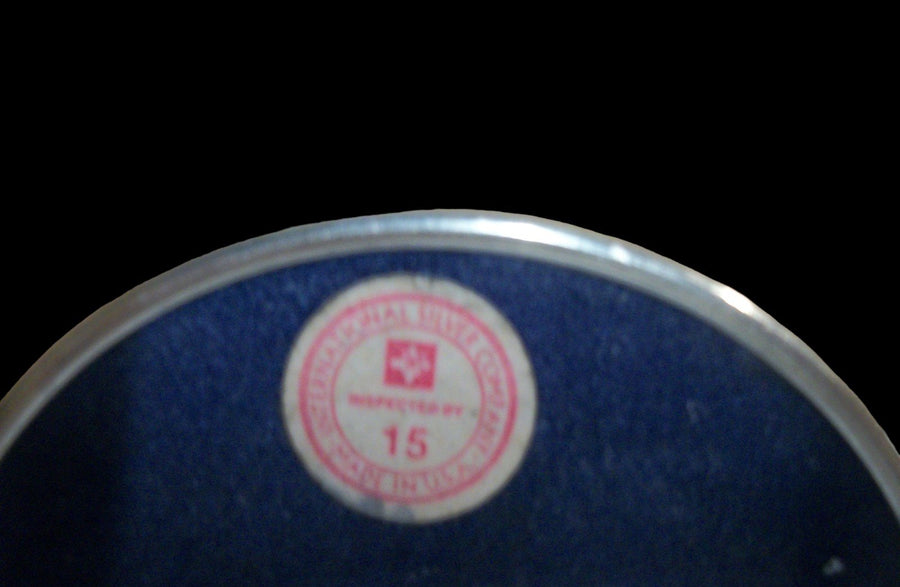 INTERNATIONAL SILVER COMPANY
INSPECTED BY
15
MADE IN U.S.A.